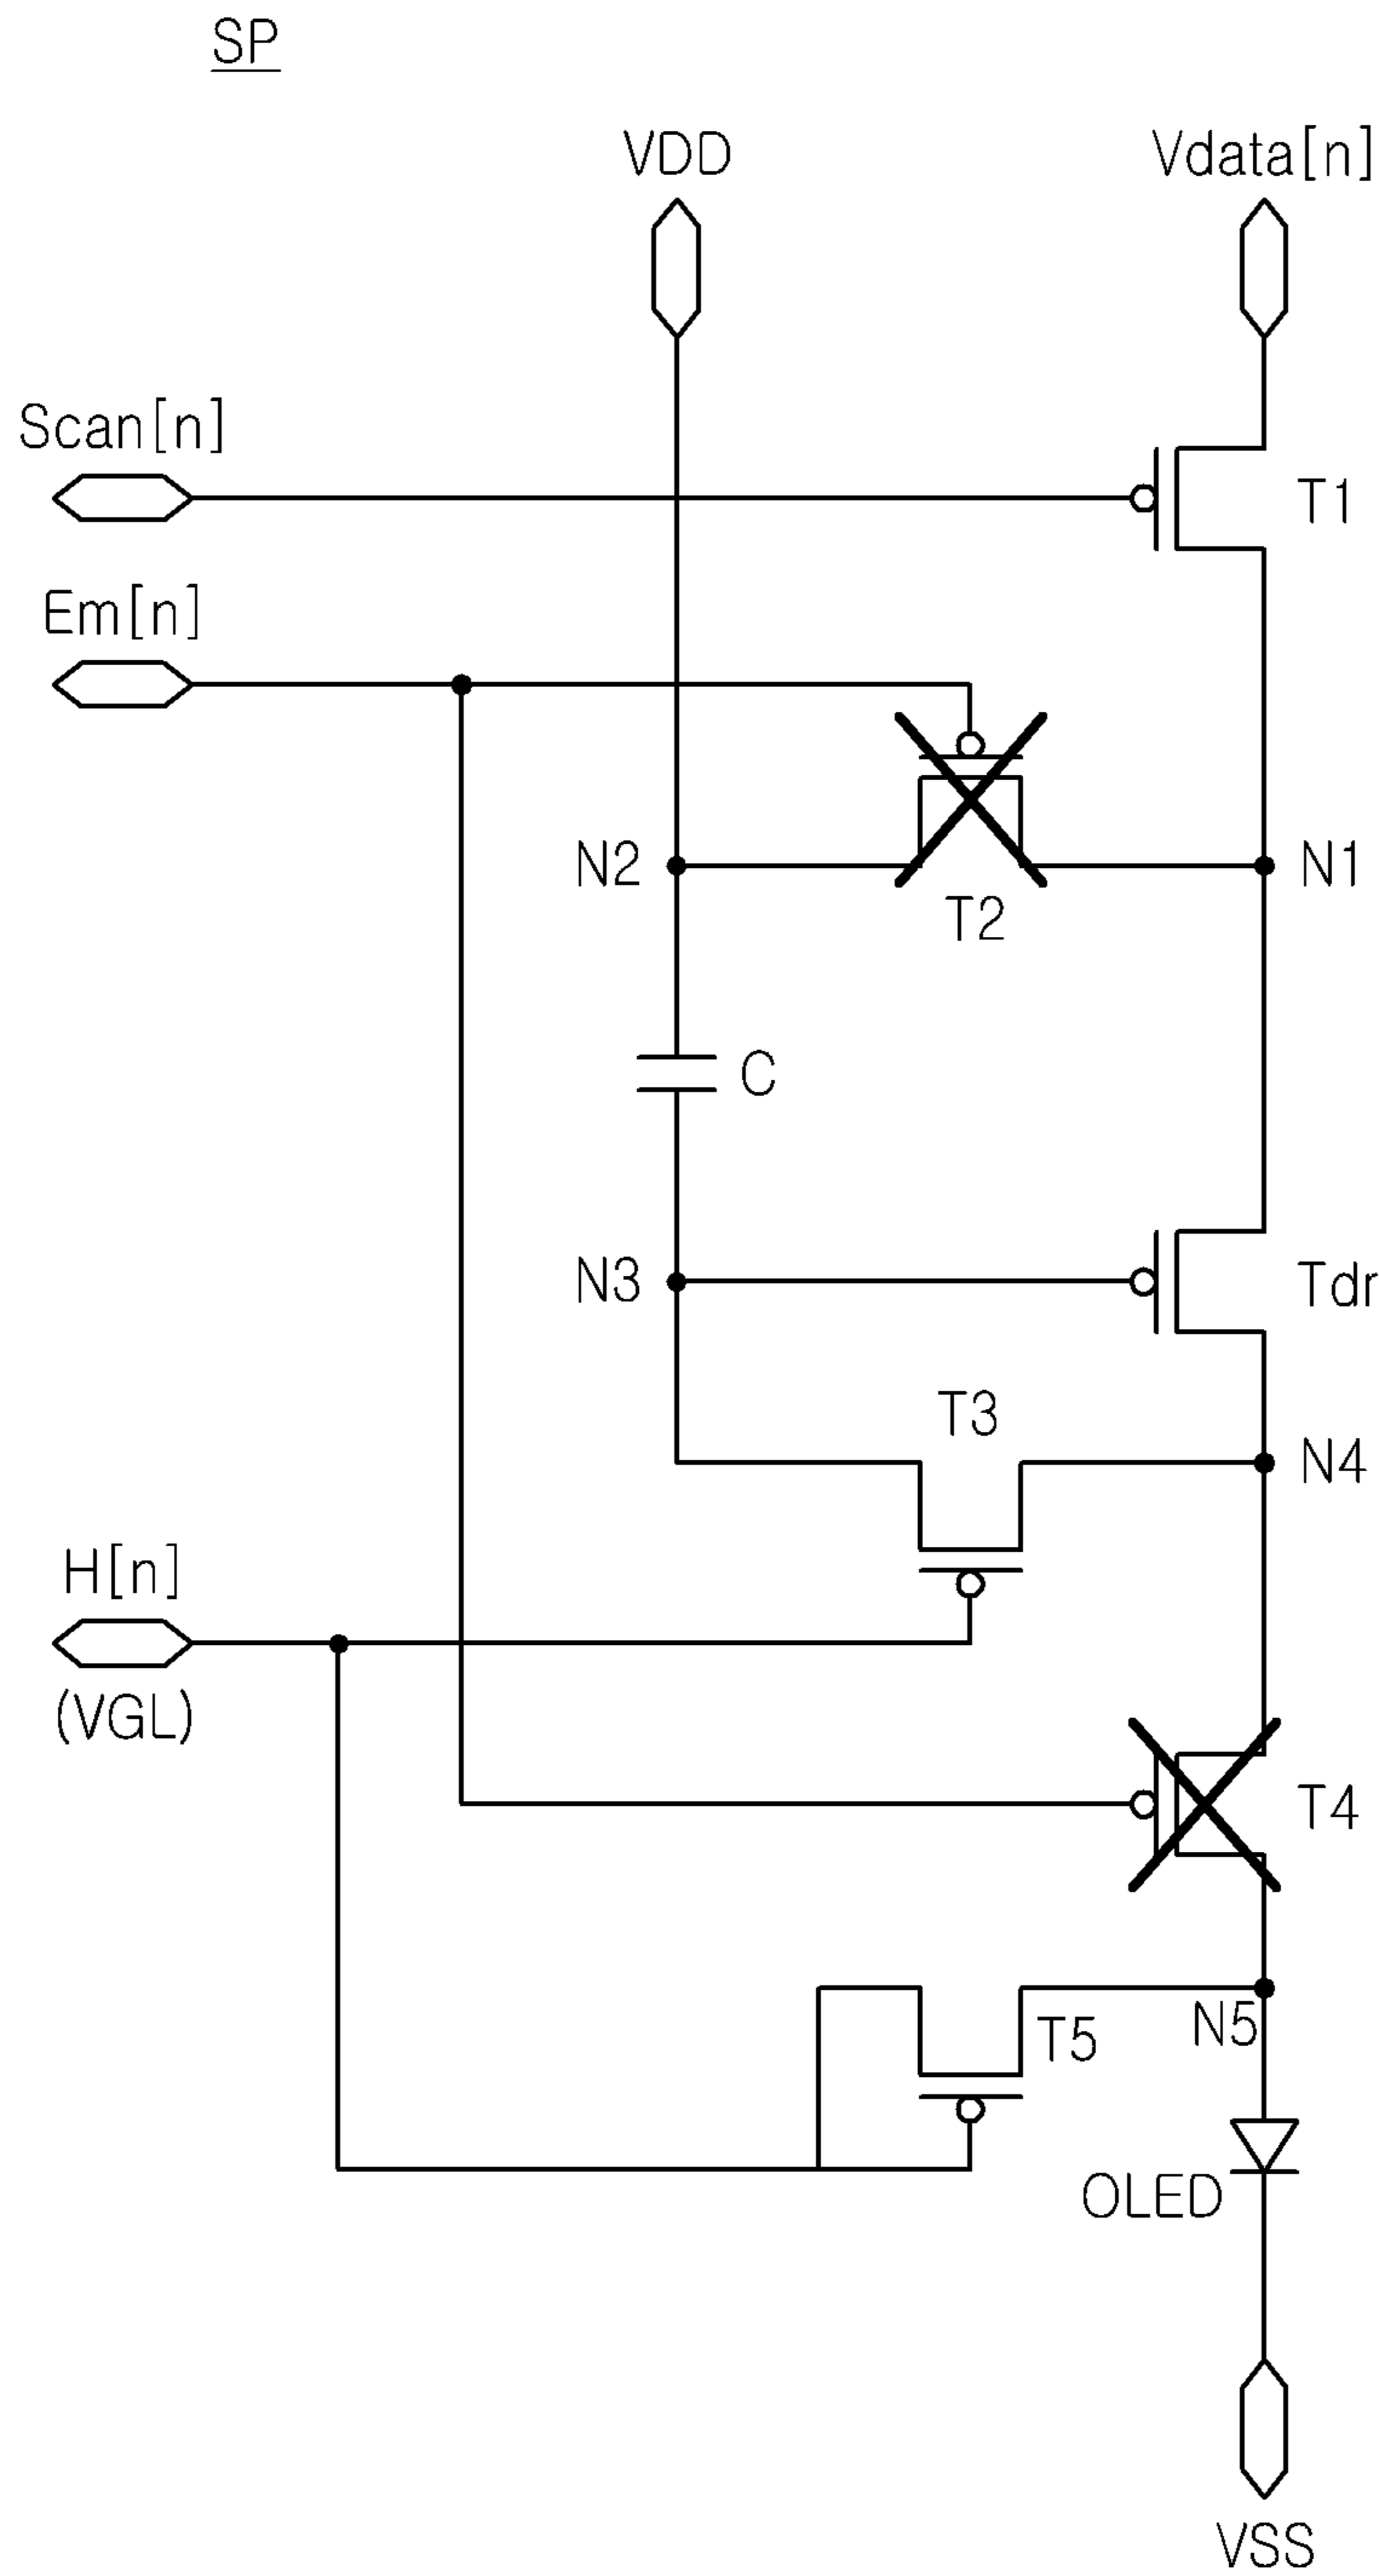 SP
VDD
Vdata[n]
Scan[n]
T1
Em[n]
N2
N1
T2
C
N3
Tdr
T3
N4
H[n]
(VGL)
T4
N5
T5
OLED
VSS